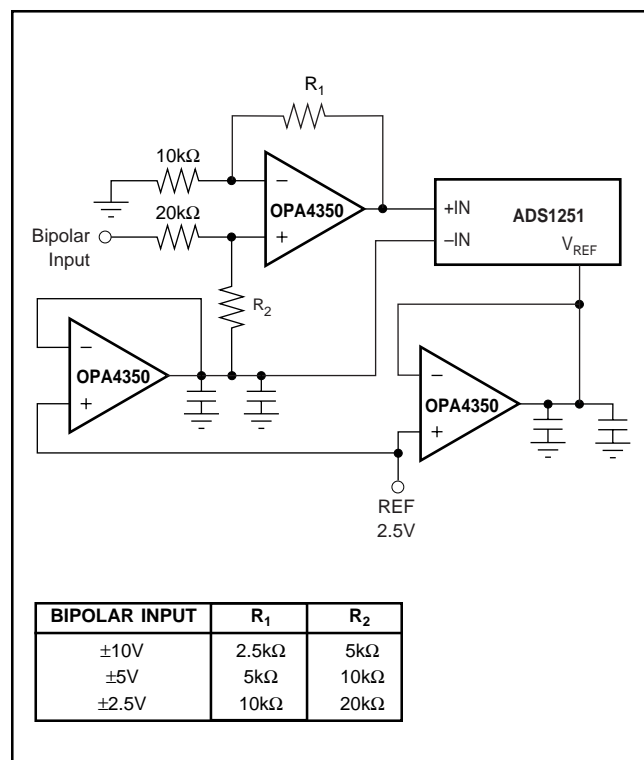 R₁
10kΩ
−
OPA4350
+
20kΩ
Bipolar
Input
R₂
+IN
ADS1251
−IN
VREF
−
OPA4350
+
−
OPA4350
+
REF
2.5V
BIPOLAR INPUT R₁ R₂
±10V 2.5kΩ 5kΩ
±5V 5kΩ 10kΩ
±2.5V 10kΩ 20kΩ